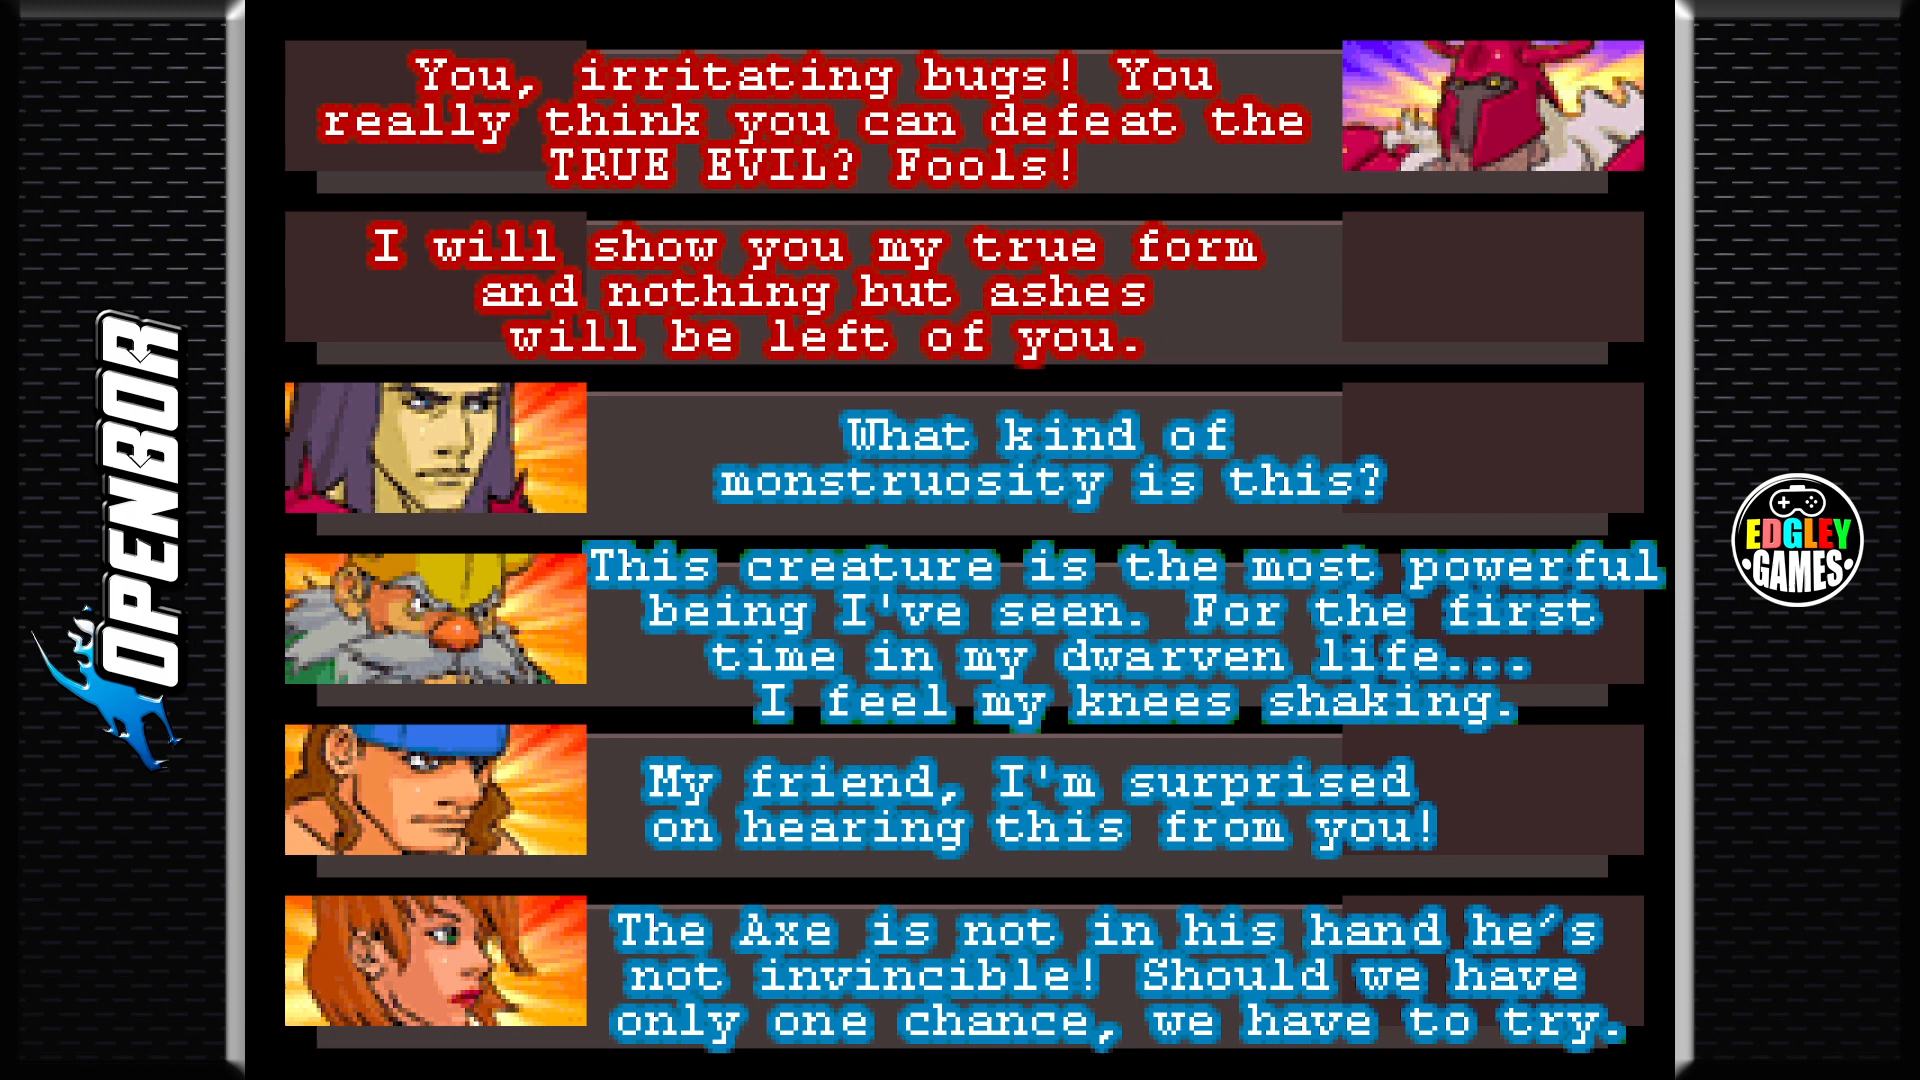 You, irritating bugs! You
really think you can defeat the
TRUE EVIL? Fools!
I will show you my true form
and nothing but ashes
will be left of you.
What kind of
monstruosity is this?
This creature is the most powerful
being I've seen. For the first
time in my dwarven life...
I feel my knees shaking.
My friend, I'm surprised
on hearing this from you!
The Axe is not in his hand he's
not invincible! Should we have
only one chance, we have to try.
OPENBOR
EDGLEY
GAMES